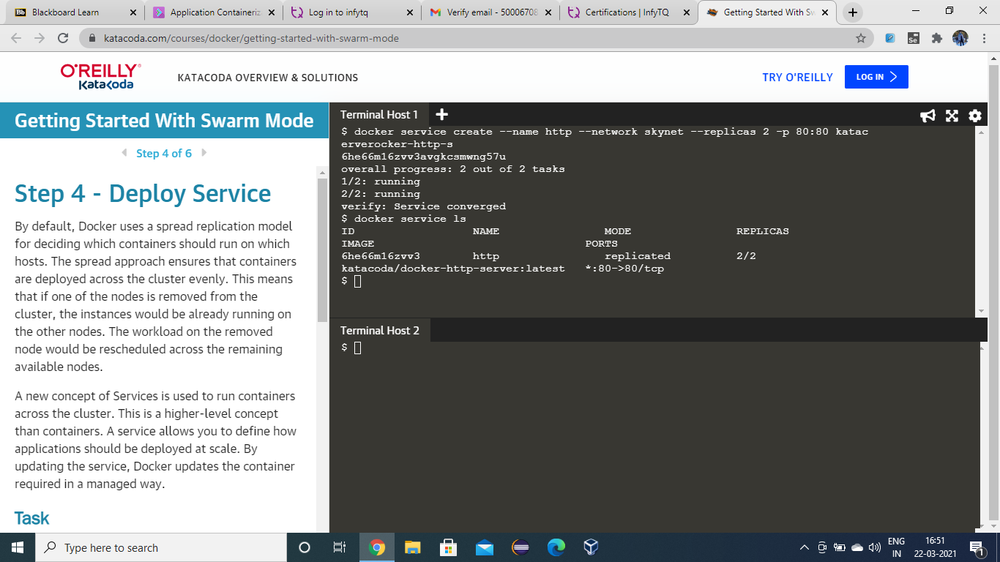 Blackboard Learn
Application Containeriz
Log in to infytq
Verify email - 50006708
Certifications | InfyTQ
Getting Started With Sw
katacoda.com/courses/docker/getting-started-with-swarm-mode
O'REILLY
Katacoda
KATACODA OVERVIEW & SOLUTIONS
TRY O'REILLY
LOG IN
Getting Started With Swarm Mode
Step 4 of 6
Step 4 - Deploy Service
By default, Docker uses a spread replication model
for deciding which containers should run on which
hosts. The spread approach ensures that containers
are deployed across the cluster evenly. This means
that if one of the nodes is removed from the
cluster, the instances would be already running on
the other nodes. The workload on the removed
node would be rescheduled across the remaining
available nodes.
A new concept of Services is used to run containers
across the cluster. This is a higher-level concept
than containers. A service allows you to define how
applications should be deployed at scale. By
updating the service, Docker updates the container
required in a managed way.
Task
Terminal Host 1
$ docker service create --name http --network skynet --replicas 2 -p 80:80 katac
erverocker-http-s
6he66m16zvv3avgkcsmwng57u
overall progress: 2 out of 2 tasks
1/2: running
2/2: running
verify: Service converged
$ docker service ls
ID NAME MODE REPLICAS
IMAGE PORTS
6he66m16zvv3 http replicated 2/2
katacoda/docker-http-server:latest *:80->80/tcp
$
Terminal Host 2
$
Type here to search
ENG
IN
16:51
22-03-2021
1